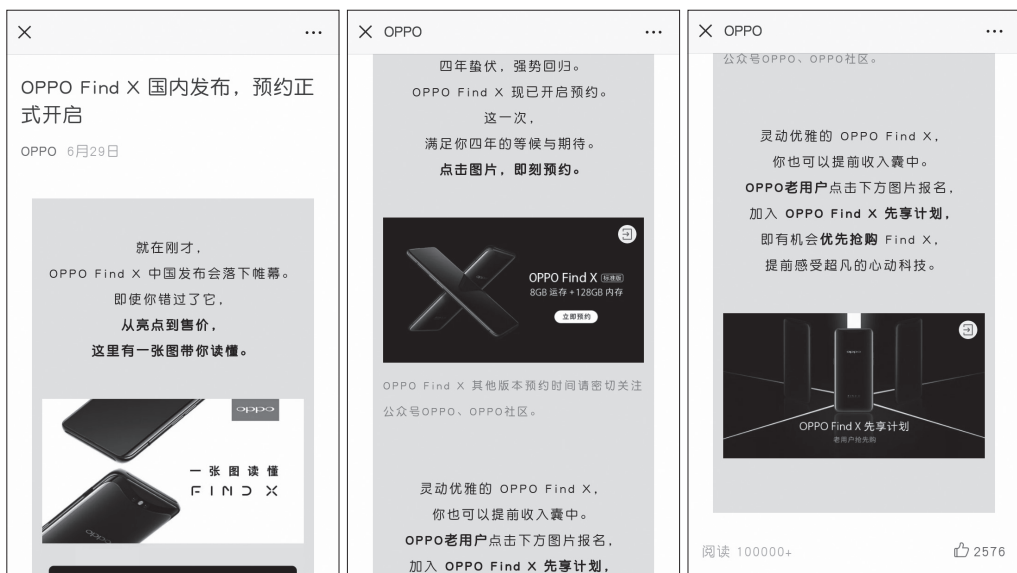 OPPO Find X 国内发布，预约正
式开启
OPPO 6月29日
就在刚才，
OPPO Find X 中国发布会落下帷幕。
即使你错过了它，
从亮点到售价，
这里有一张图带你读懂。
oppo
一张图读懂
FIND X
oppo
OPPO
四年蛰伏，强势回归。
OPPO Find X 现已开启预约。
这一次，
满足你四年的等候与期待。
点击图片，即刻预约。
OPPO Find X 标准版
8GB 运存 + 128GB 内存
立即预约
OPPO Find X 其他版本预约时间请密切关注
公众号OPPO、OPPO社区。
灵动优雅的 OPPO Find X，
你也可以提前收入囊中。
OPPO老用户点击下方图片报名，
加入 OPPO Find X 先享计划，
OPPO
公众号OPPO、OPPO社区。
灵动优雅的 OPPO Find X，
你也可以提前收入囊中。
OPPO老用户点击下方图片报名，
加入 OPPO Find X 先享计划，
即有机会优先抢购 Find X，
提前感受超凡的心动科技。
oppo
OPPO Find X 先享计划
老用户抢先购
阅读 100000+
2576